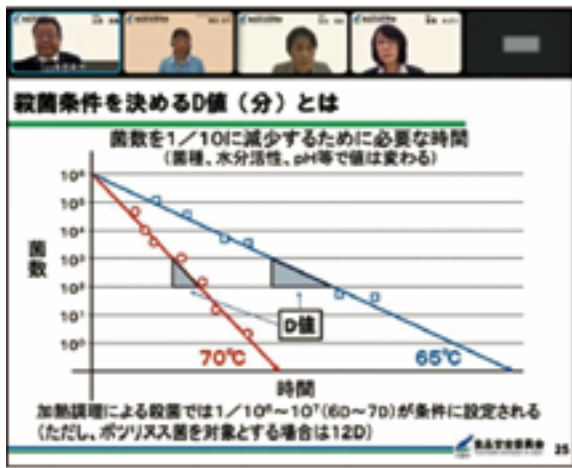 殺菌条件を決めるD値（分）とは
菌数を1／10に減少するために必要な時間
（菌種、水分活性、pH等で値は変わる）
10⁶
10⁵
10⁴
10³
10²
10¹
10⁰
菌数
D値
70℃
65℃
時間
加熱調理による殺菌では1／10⁶～10⁷（6D～7D）が条件に設定される
（ただし、ボツリヌス菌を対象とする場合は12D）
食品安全委員会
25